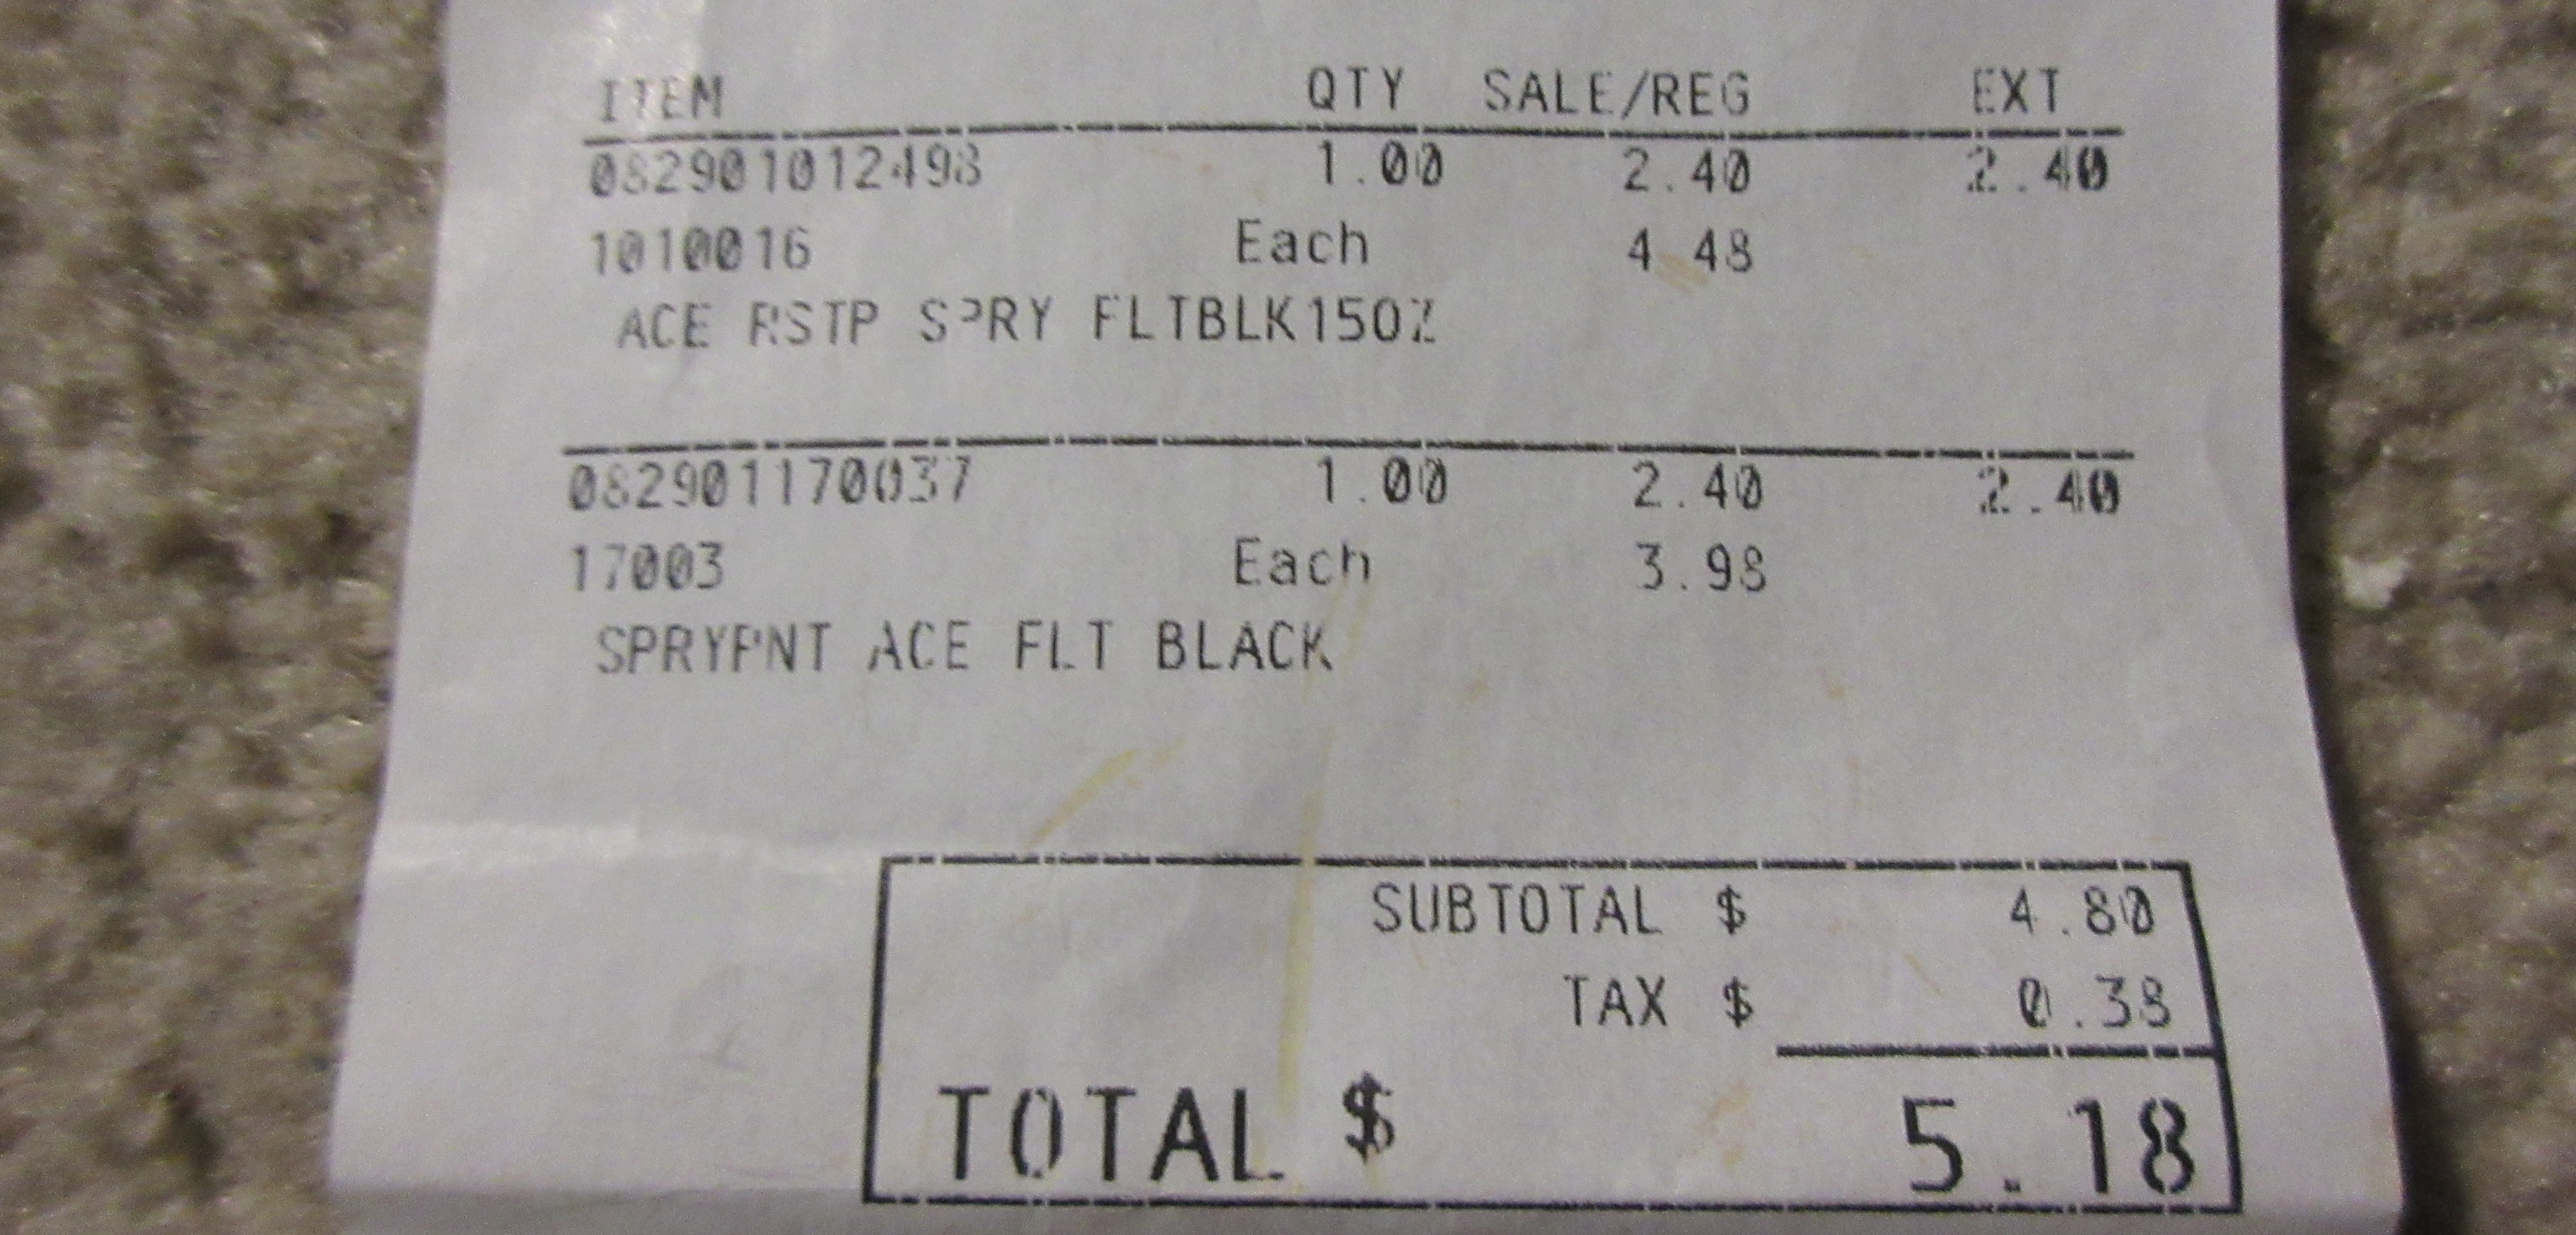 ITEM QTY SALE/REG EXT
082901012498 1.00 2.40 2.40
1010016 Each 4.48
ACE RSTP SPRY FLTBLK15OZ
082901170037 1.00 2.40 2.40
17003 Each 3.98
SPRYPNT ACE FLT BLACK
SUBTOTAL $ 4.80
TAX $ 0.38
TOTAL $ 5.18